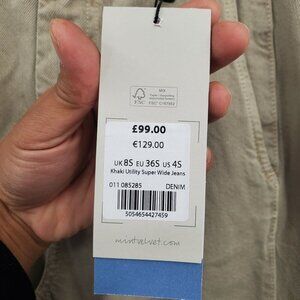 FSC
MIX
£99.00
€129.00
UK 8S EU 36S US 4S
Khaki Utility Super Wide Jeans
011 085285 DENIM
5054654427459
mintvelvet.com